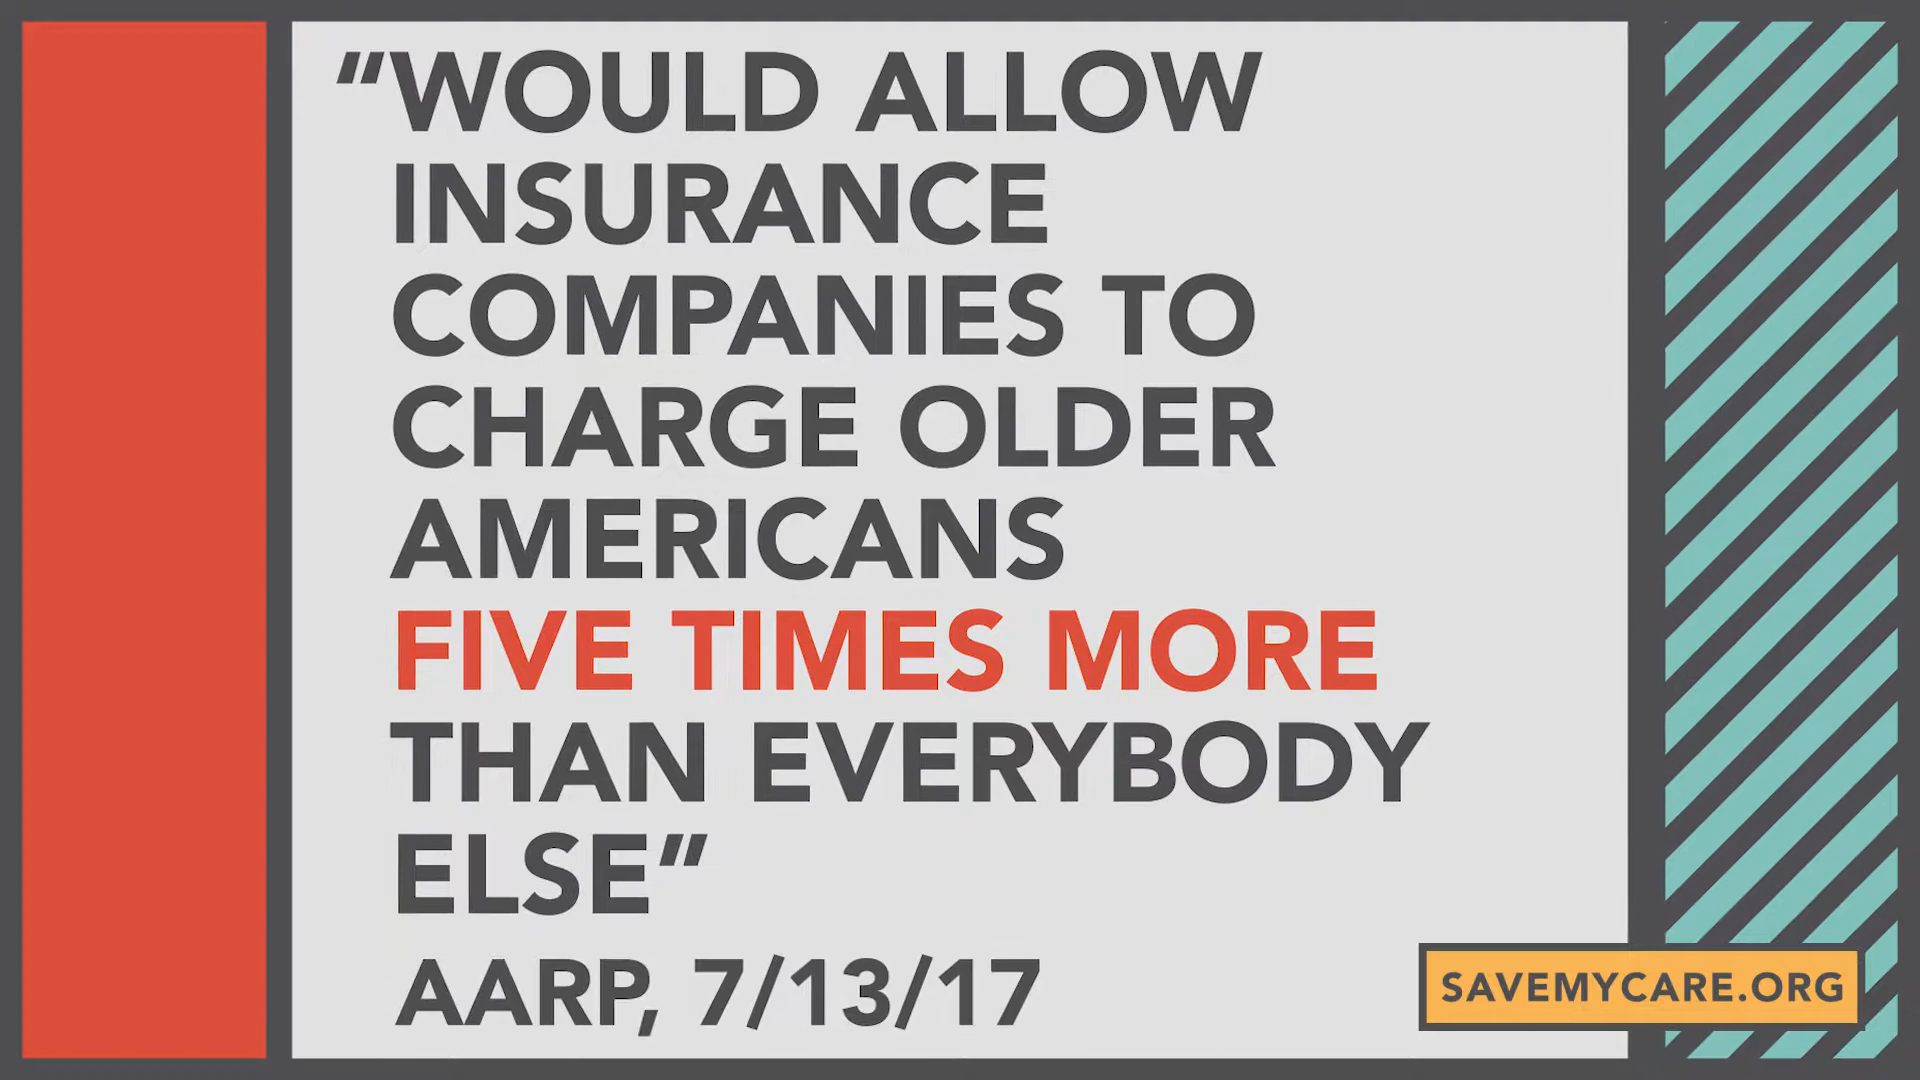 “WOULD ALLOW
INSURANCE
COMPANIES TO
CHARGE OLDER
AMERICANS
FIVE TIMES MORE
THAN EVERYBODY
ELSE”
AARP, 7/13/17
SAVEMYCARE.ORG